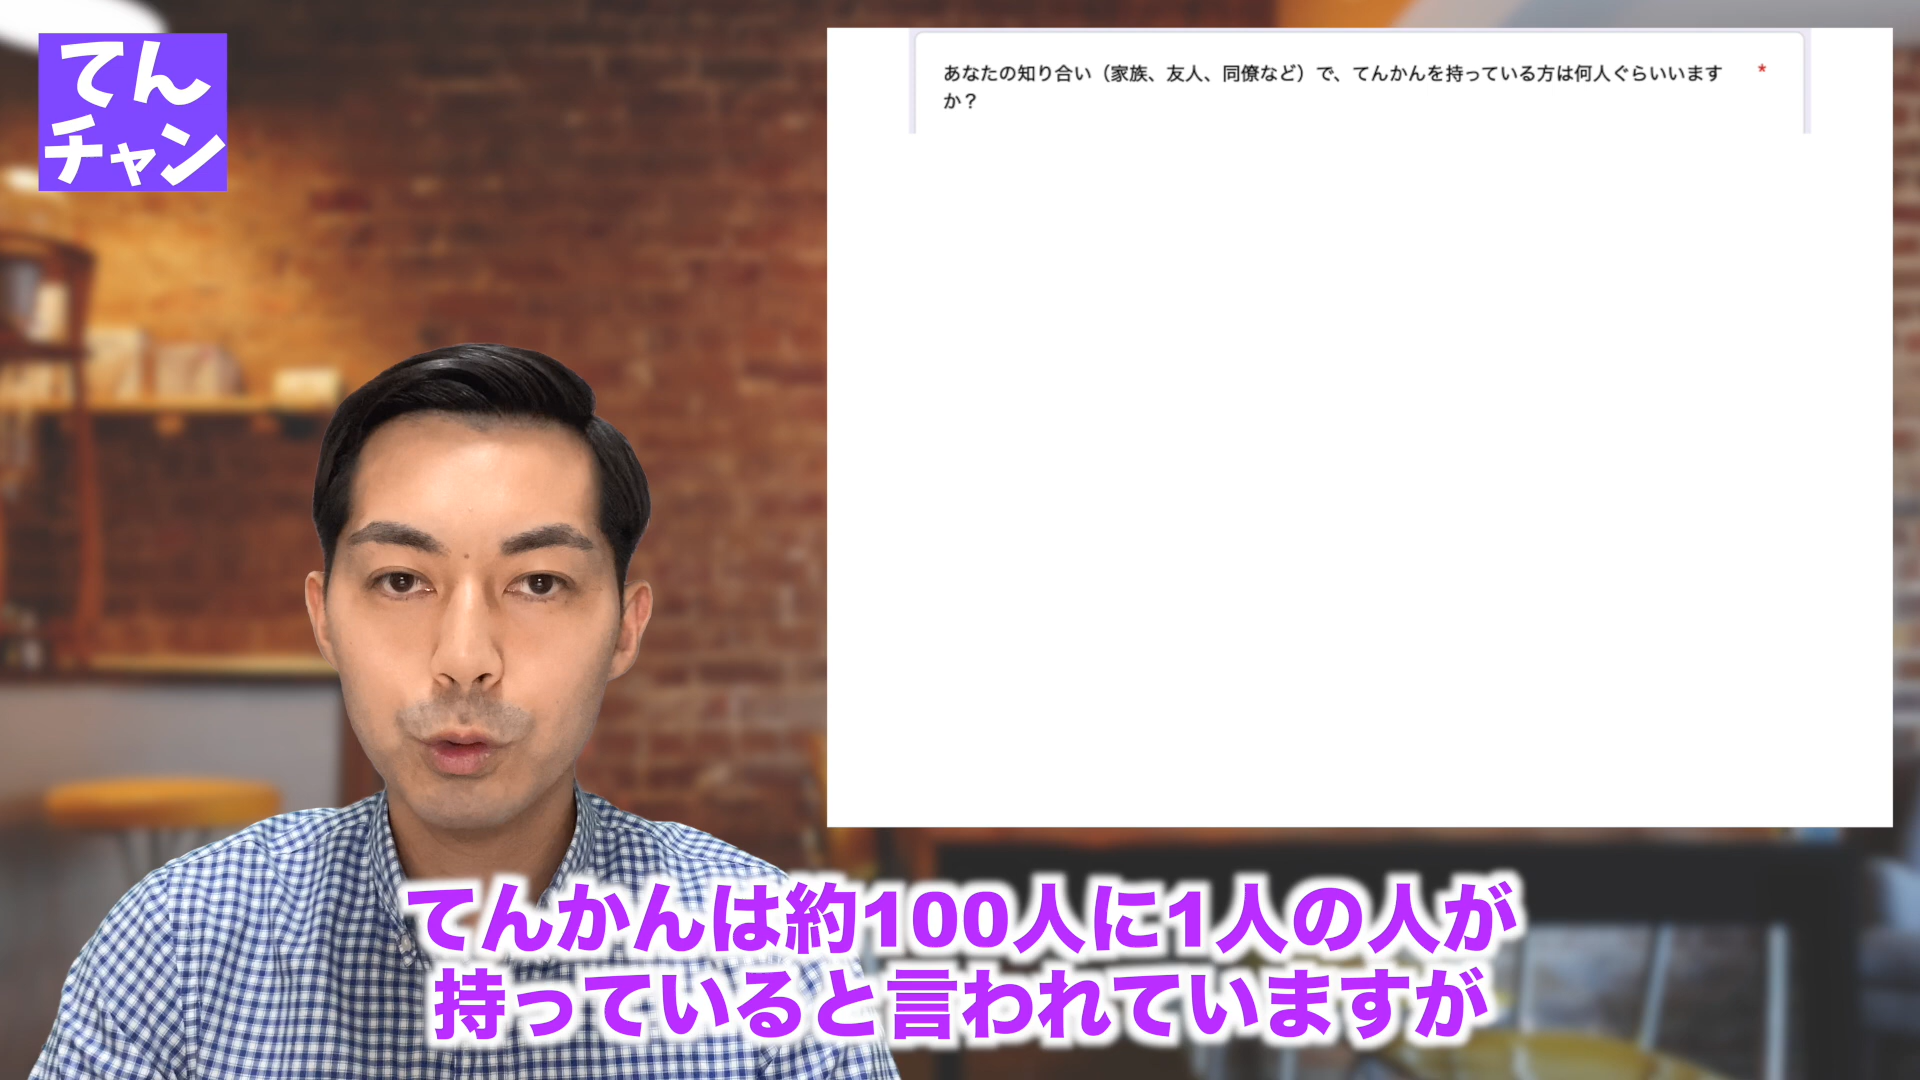 てん
チャン
あなたの知り合い（家族、友人、同僚など）で、てんかんを持っている方は何人ぐらいいます *
か？
てんかんは約100人に1人の人が
持っていると言われていますが